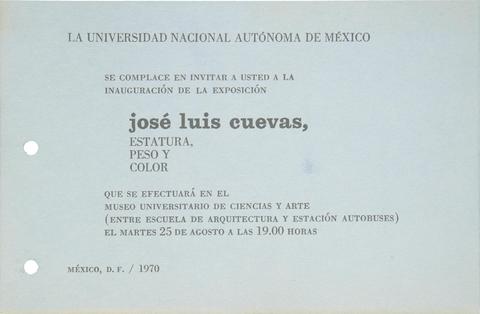 LA UNIVERSIDAD NACIONAL AUTÓNOMA DE MÉXICO
SE COMPLACE EN INVITAR A USTED A LA
INAUGURACIÓN DE LA EXPOSICIÓN
josé luis cuevas,
ESTATURA,
PESO Y
COLOR
QUE SE EFECTUARÁ EN EL
MUSEO UNIVERSITARIO DE CIENCIAS Y ARTE
(ENTRE ESCUELA DE ARQUITECTURA Y ESTACIÓN AUTOBUSES)
EL MARTES 25 DE AGOSTO A LAS 19.00 HORAS
MÉXICO, D. F. / 1970